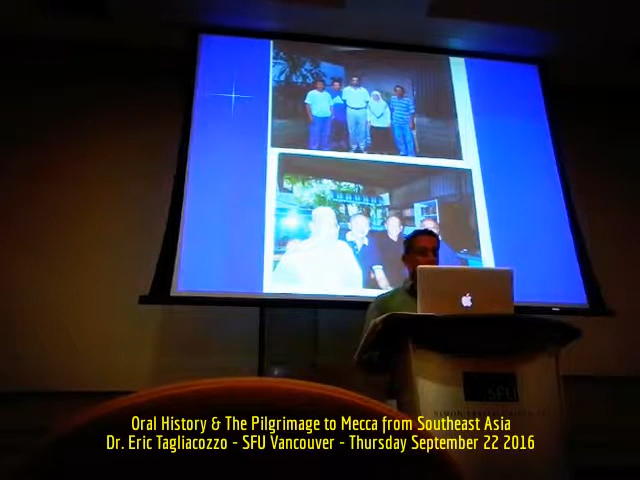 SFU
Oral History & The Pilgrimage to Mecca from Southeast Asia
Dr. Eric Tagliacozzo - SFU Vancouver - Thursday September 22 2016